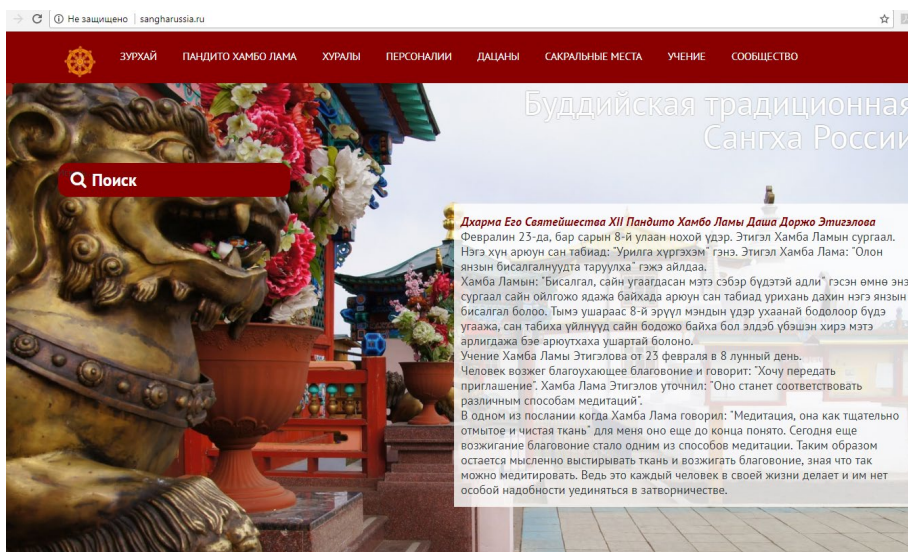 Не защищено sangharussia.ru
ЗУРХАЙ ПАНДИТО ХАМБО ЛАМА ХУРАЛЫ ПЕРСОНАЛИИ ДАЦАНЫ САКРАЛЬНЫЕ МЕСТА УЧЕНИЕ СООБЩЕСТВО
Буддийская традиционная
Сангха России
Поиск
Дхарма Его Святейшества XII Пандито Хамбо Ламы Даша Доржо Этигэлова
Февралин 23-да, бар сарын 8-й улаан нохой үдэр. Этигэл Хамба Ламын сургаал.
Нэгэ хүн арюун сан табиад: "Урилга хүргэхэм" гэнэ. Этигэл Хамба Лама: "Олон
янзын бисалгалнуудта таруулха" гэжэ айлдаа.
Хамба Ламын: "Бисалгал, сайн угаагдасан мэтэ сэбэр бүдэтэй адли" гэсэн өмнө энэ
сургаал сайн ойлгожо ядажа байхада арюун сан табиад урихань дахин нэгэ янзын
бисалгал болоо. Тымэ ушараас 8-й эрүүл мэндын үдэр ухаанай бодолоор бүдэ
угаажа, сан табиха үйлнүүд сайн бодожо байха бол элдэб үбэшэн хирэ мэтэ
арлигдажа бэе арюутхаха ушартай болоно.
Учение Хамба Ламы Этигэлова от 23 февраля в 8 лунный день.
Человек возжег благоухающее благовоние и говорит: "Хочу передать
приглашение". Хамба Лама Этигэлов уточнил: "Оно станет соответствовать
различным способам медитаций".
В одном из послании когда Хамба Лама говорил: "Медитация, она как тщательно
отмытое и чистая ткань" для меня оно еще до конца понято. Сегодня еще
возжигание благовоние стало одним из способов медитации. Таким образом
остается мысленно выстирывать ткань и возжигать благовоние, зная что так
можно медитировать. Ведь это каждый человек в своей жизни делает и им нет
особой надобности уединяться в затворничестве.